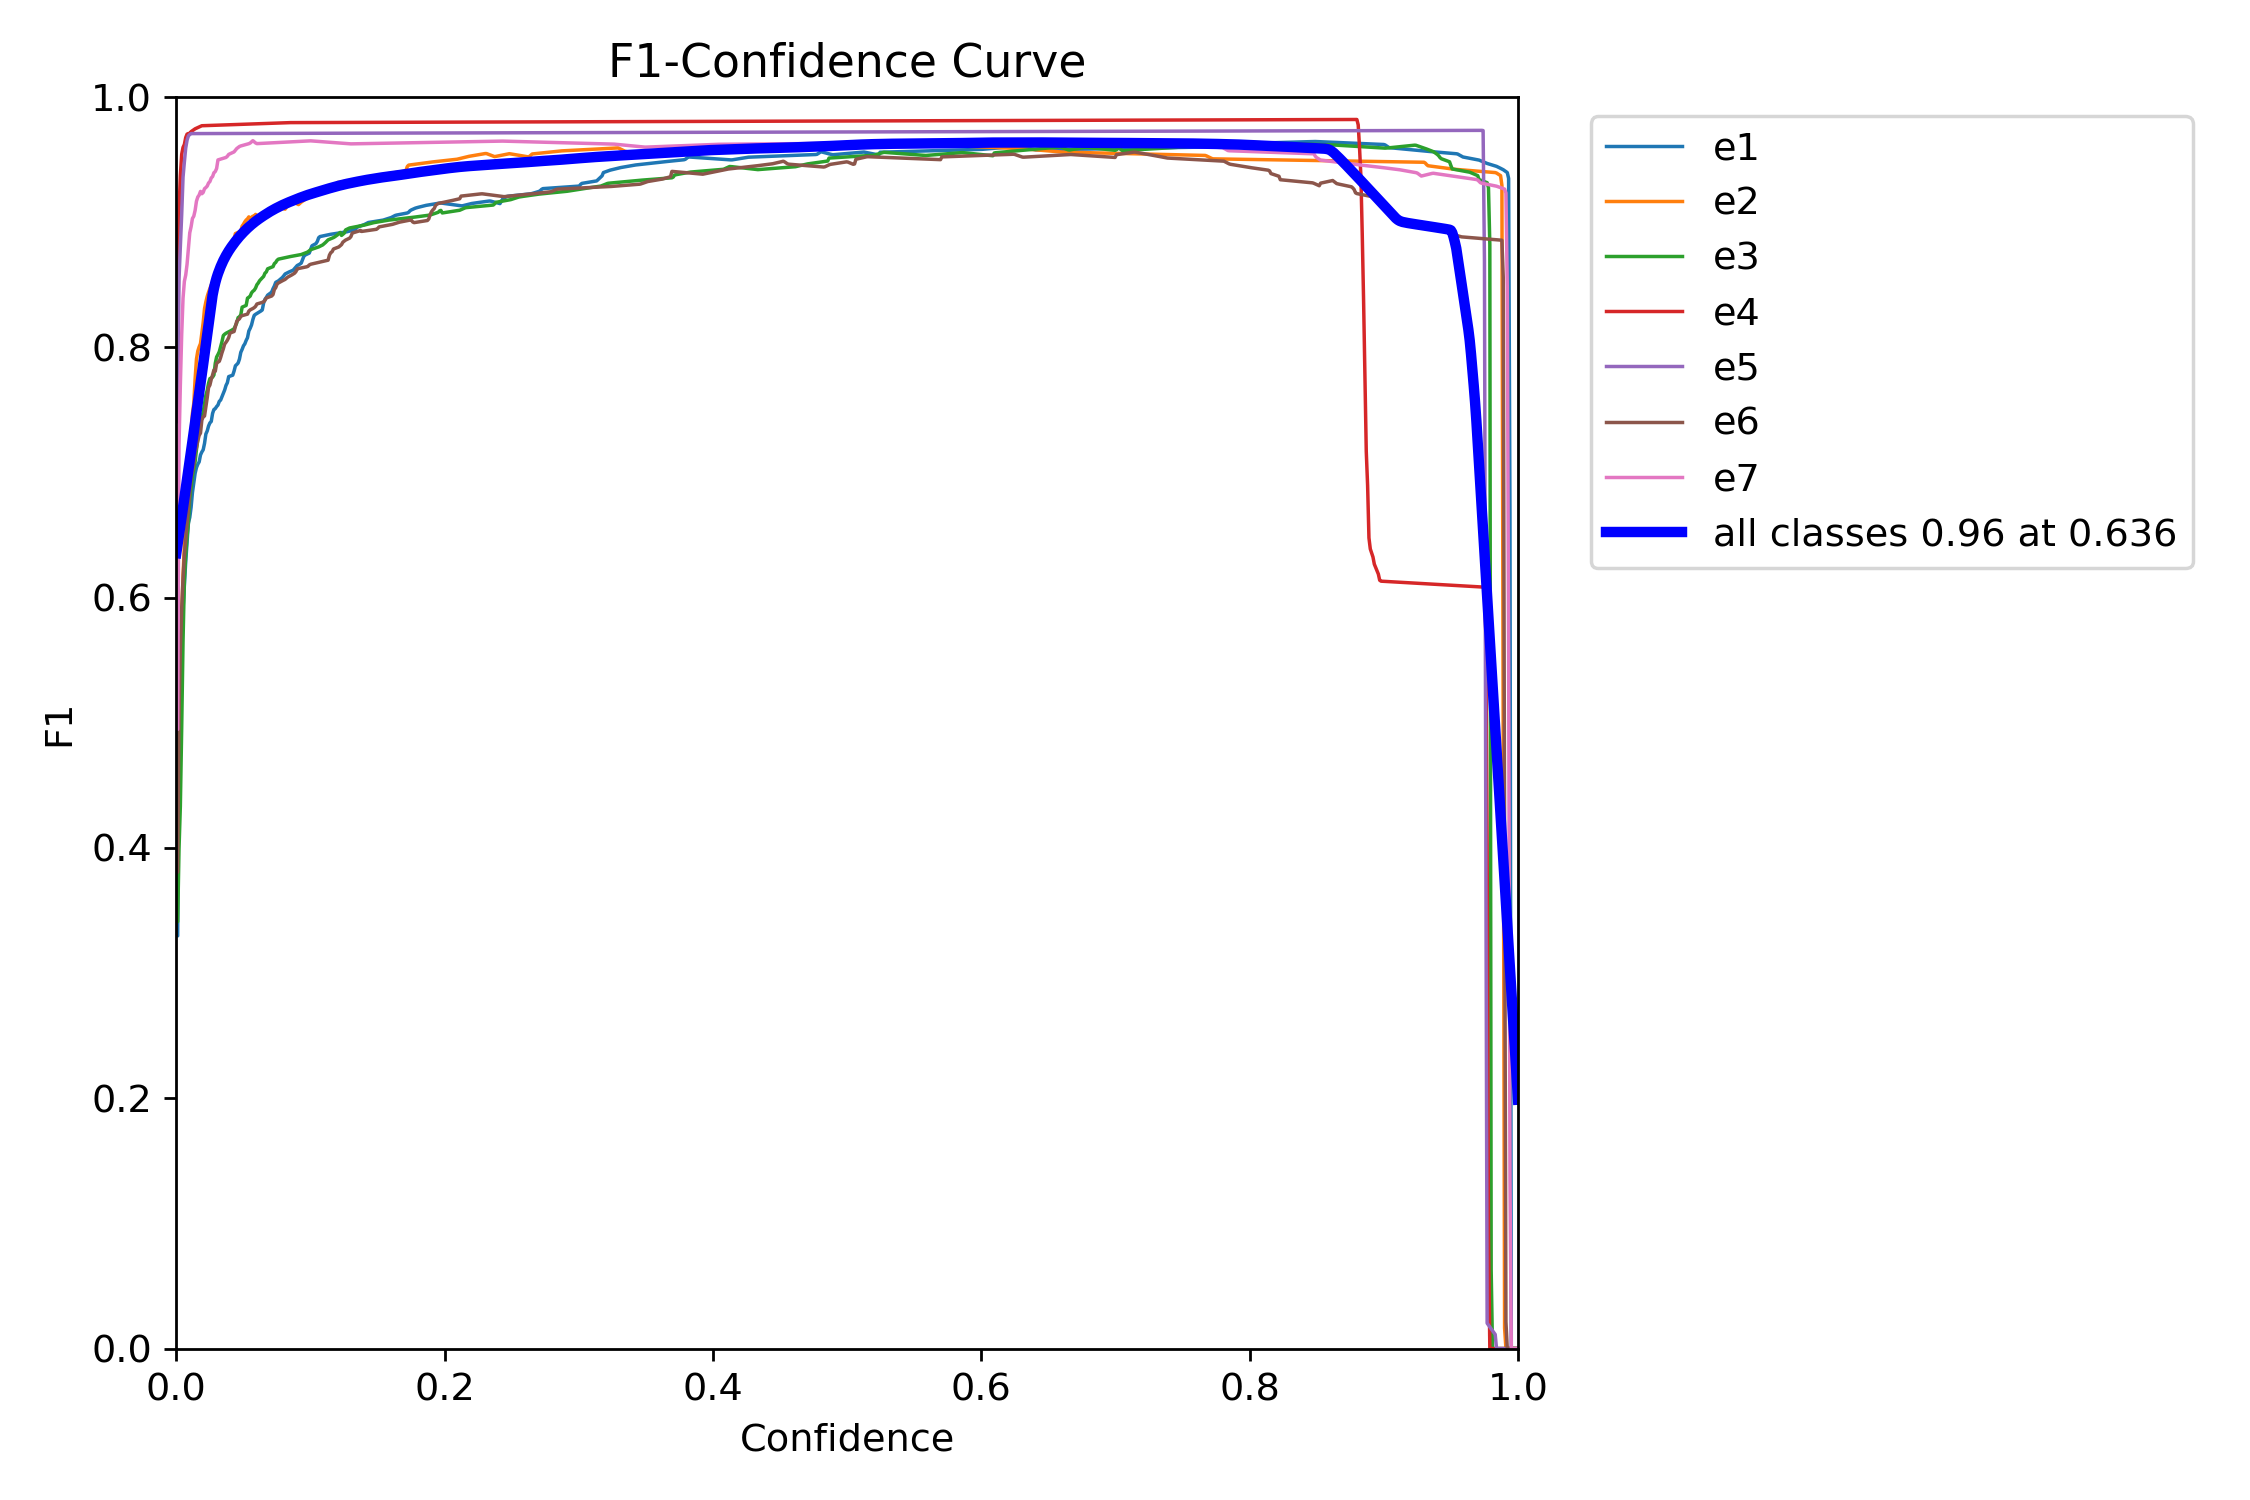 F1-Confidence Curve
1.0
0.8
0.6
0.4
0.2
0.0
F1
0.0 0.2 0.4 0.6 0.8 1.0
Confidence
e1
e2
e3
e4
e5
e6
e7
all classes 0.96 at 0.636